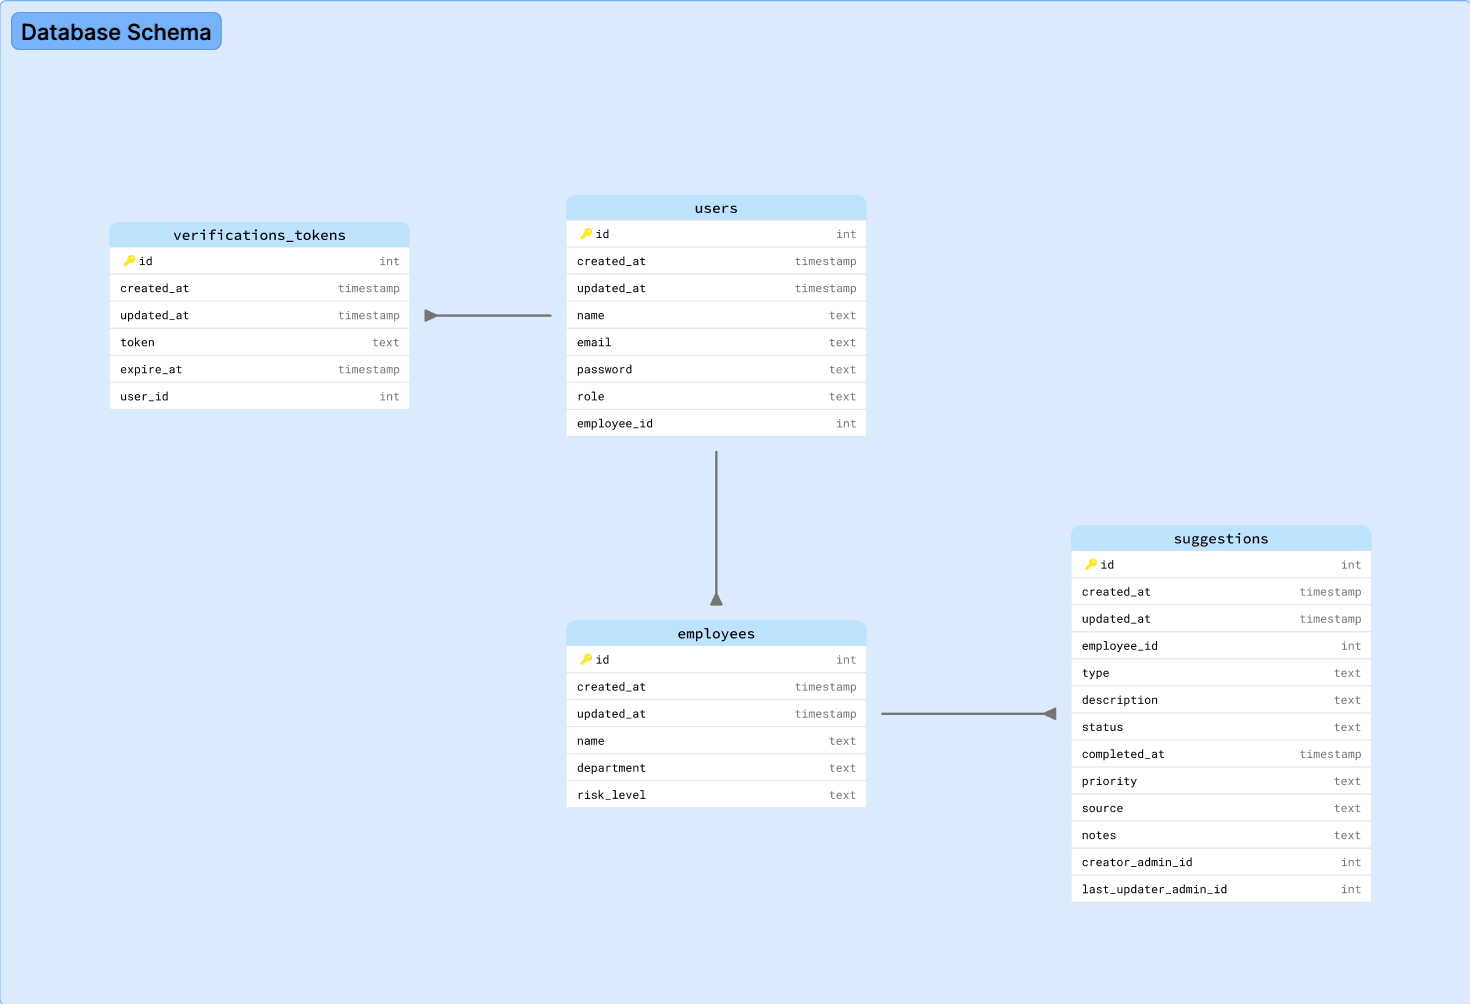 Database Schema
verifications_tokens
id int
created_at timestamp
updated_at timestamp
token text
expire_at timestamp
user_id int
users
id int
created_at timestamp
updated_at timestamp
name text
email text
password text
role text
employee_id int
employees
id int
created_at timestamp
updated_at timestamp
name text
department text
risk_level text
suggestions
id int
created_at timestamp
updated_at timestamp
employee_id int
type text
description text
status text
completed_at timestamp
priority text
source text
notes text
creator_admin_id int
last_updater_admin_id int